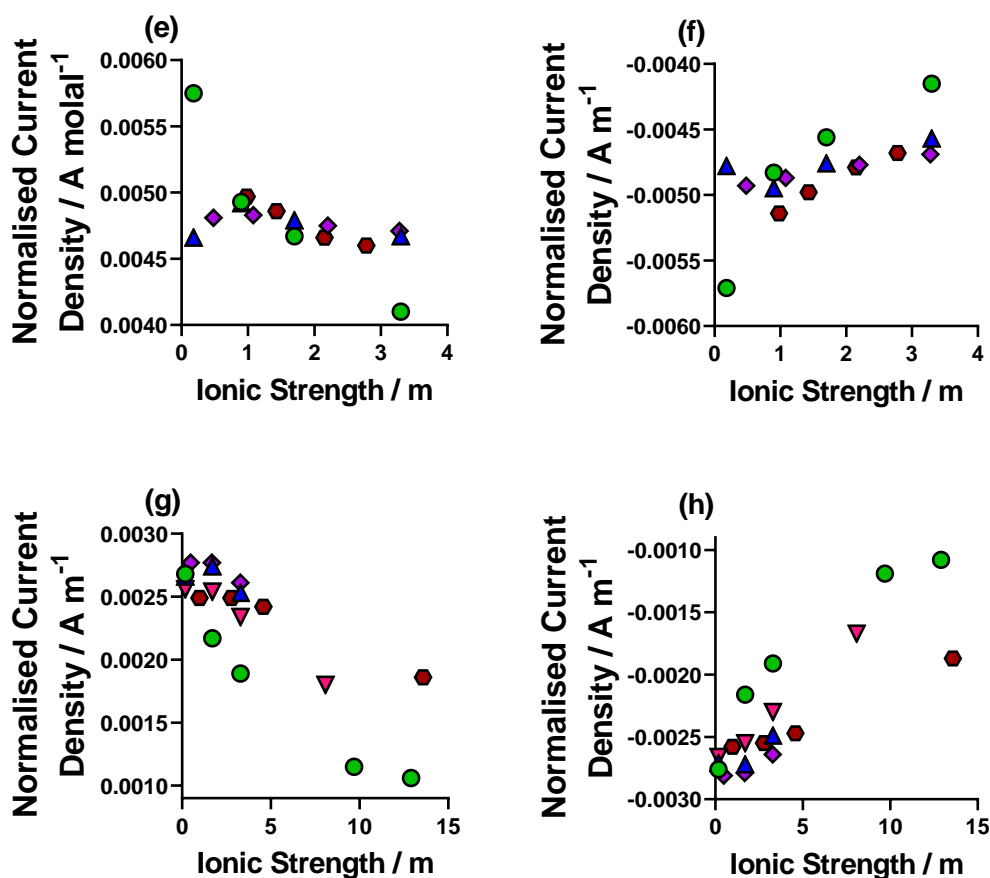 (e)
Normalised Current
Density / A molal-1
0.0060
0.0055
0.0050
0.0045
0.0040
0 1 2 3 4
Ionic Strength / m
(f)
Normalised Current
Density / A m-1
-0.0040
-0.0045
-0.0050
-0.0055
-0.0060
0 1 2 3 4
Ionic Strength / m
(g)
Normalised Current
Density / A m-1
0.0030
0.0025
0.0020
0.0015
0.0010
0 5 10 15
Ionic Strength / m
(h)
Normalised Current
Density / A m-1
-0.0010
-0.0015
-0.0020
-0.0025
-0.0030
0 5 10 15
Ionic Strength / m